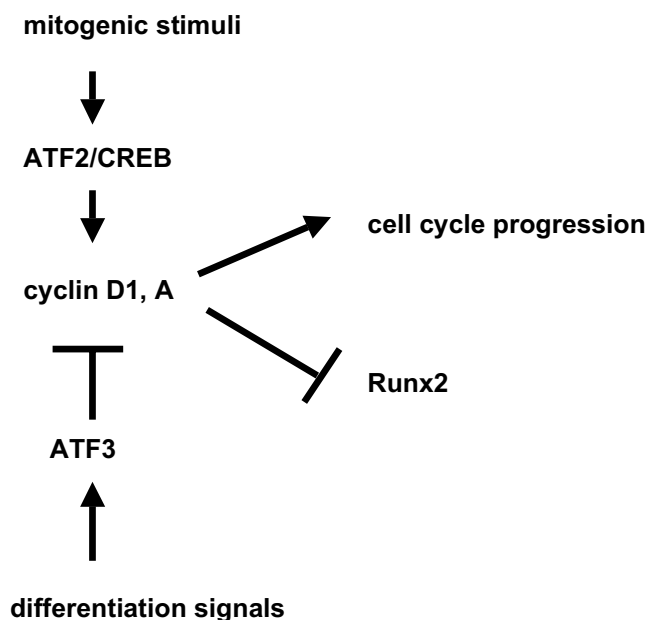 mitogenic stimuli
ATF2/CREB
cell cycle progression
cyclin D1, A
Runx2
ATF3
differentiation signals